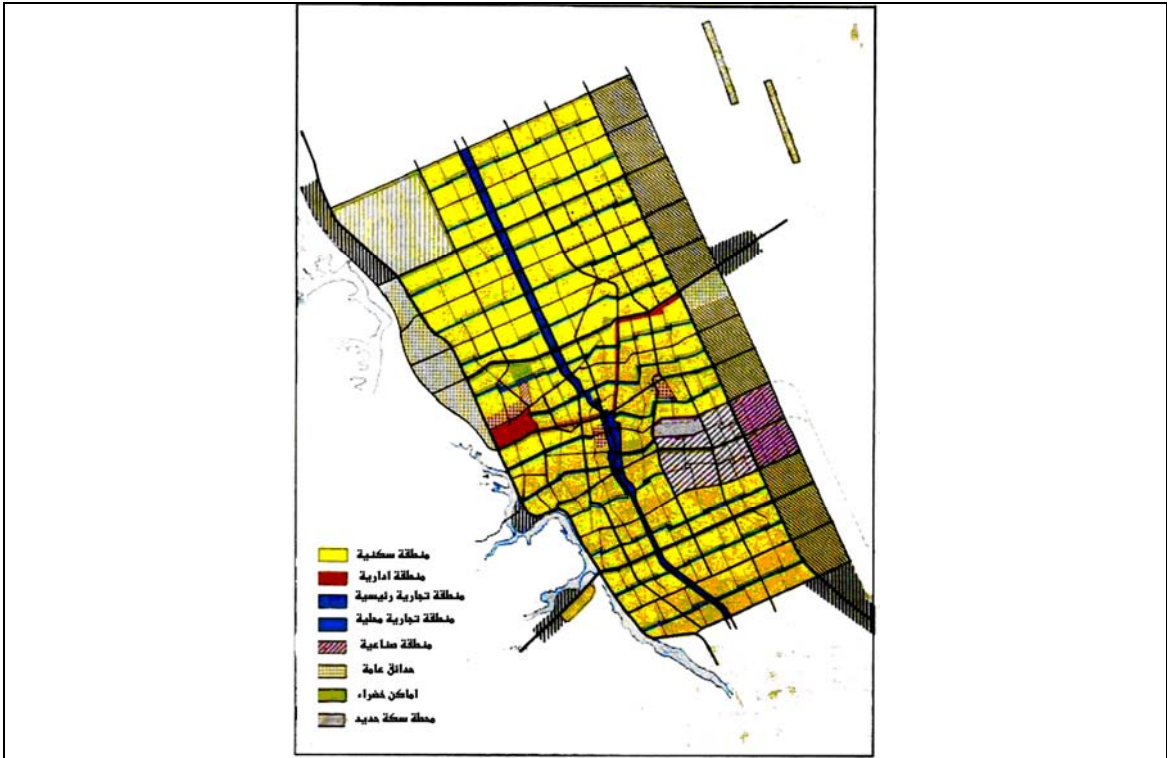 منطقة سكنية
منطقة ادارية
منطقة تجارية رئيسية
منطقة تجارية محلية
منطقة صناعية
حدائق عامة
اماكن خضراء
محطة سكة حديد